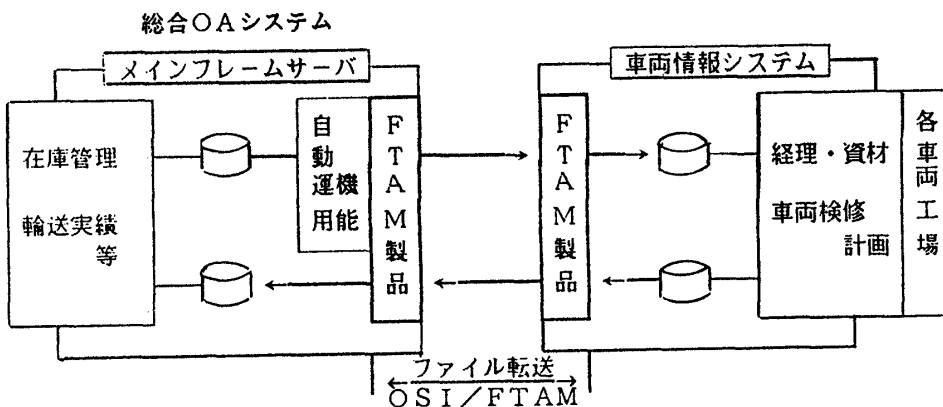 総合OAシステム
メインフレームサーバ
車両情報システム
在庫管理
輸送実績
等
自動運用
機能
FTAM製品
FTAM製品
経理・資材
車両検修
計画
各車両工場
ファイル転送
OSI/FTAM